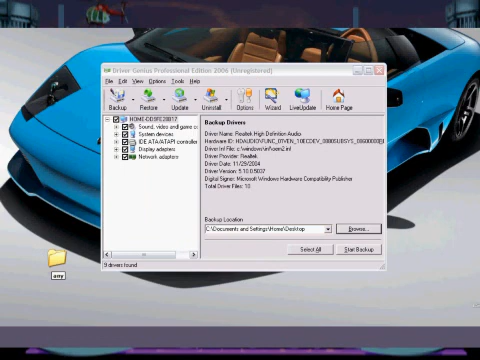 Driver Genius Professional Edition 2006 (Unregistered)
File Edit View Options Tools Help
Backup Restore Update Uninstall Options Wizard LiveUpdate Home Page
HOME-DD9FE28B17
Sound, video and game co
System devices
IDE ATA/ATAPI controller
Display adapters
Network adapters
Backup Drivers
Driver Name: Realtek High Definition Audio
Driver Inf File: c:\windows\inf\oem2.inf
Driver Provider: Realtek
Driver Date: 11/29/2004
Driver Version: 5.10.0.5037
Digital Signer: Microsoft Windows Hardware Compatibility Publisher
Total Driver Files: 10
Backup Location
C:\Documents and Settings\Home\Desktop
Browse...
Select All Start Backup
9 drivers found